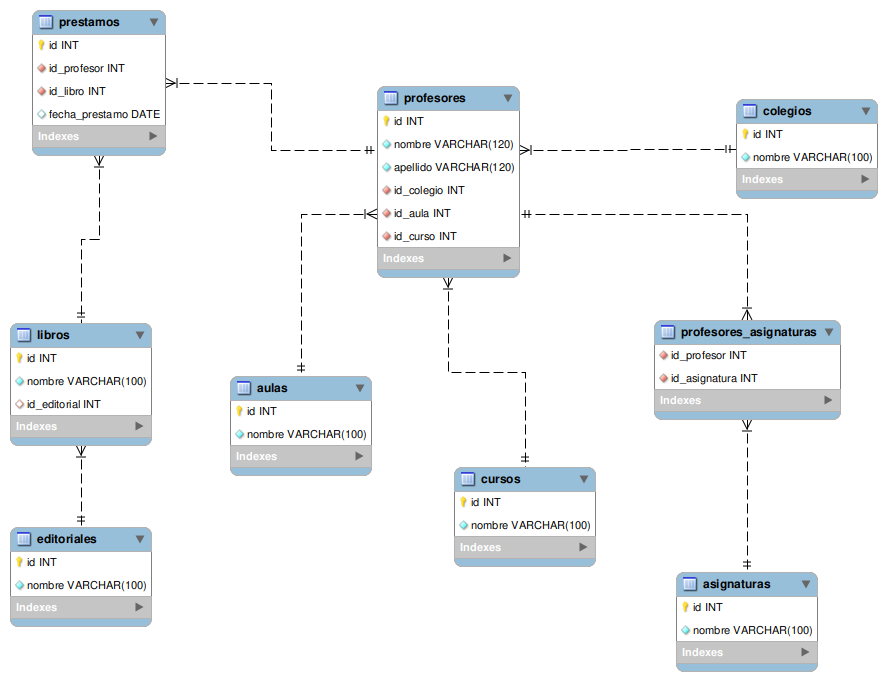 prestamos
id INT
id_profesor INT
id_libro INT
fecha_prestamo DATE
Indexes
profesores
id INT
nombre VARCHAR(120)
apellido VARCHAR(120)
id_colegio INT
id_aula INT
id_curso INT
Indexes
colegios
id INT
nombre VARCHAR(100)
Indexes
libros
id INT
nombre VARCHAR(100)
id_editorial INT
Indexes
profesores_asignaturas
id_profesor INT
id_asignatura INT
Indexes
aulas
id INT
nombre VARCHAR(100)
Indexes
cursos
id INT
nombre VARCHAR(100)
Indexes
editoriales
id INT
nombre VARCHAR(100)
Indexes
asignaturas
id INT
nombre VARCHAR(100)
Indexes